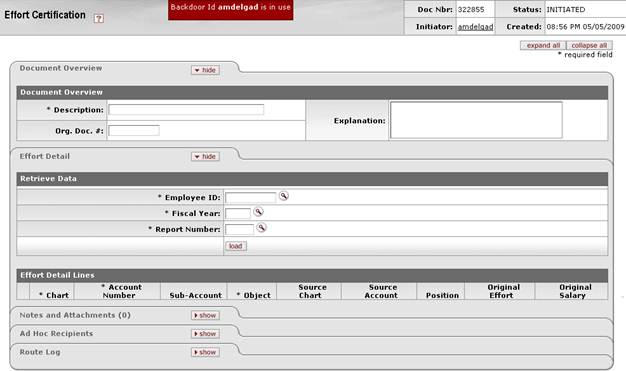 Effort Certification ?
Backdoor Id amdelgad is in use
Doc Nbr: 322855 Status: INITIATED
Initiator: amdelgad Created: 08:56 PM 05/05/2009
expand all collapse all
* required field
Document Overview hide
Document Overview
* Description: Explanation:
Org. Doc. #:
Effort Detail hide
Retrieve Data
* Employee ID:
* Fiscal Year:
* Report Number:
load
Effort Detail Lines
* Chart * Account Number Sub-Account * Object Source Chart Source Account Position Original Effort Original Salary
Notes and Attachments (0) show
Ad Hoc Recipients show
Route Log show